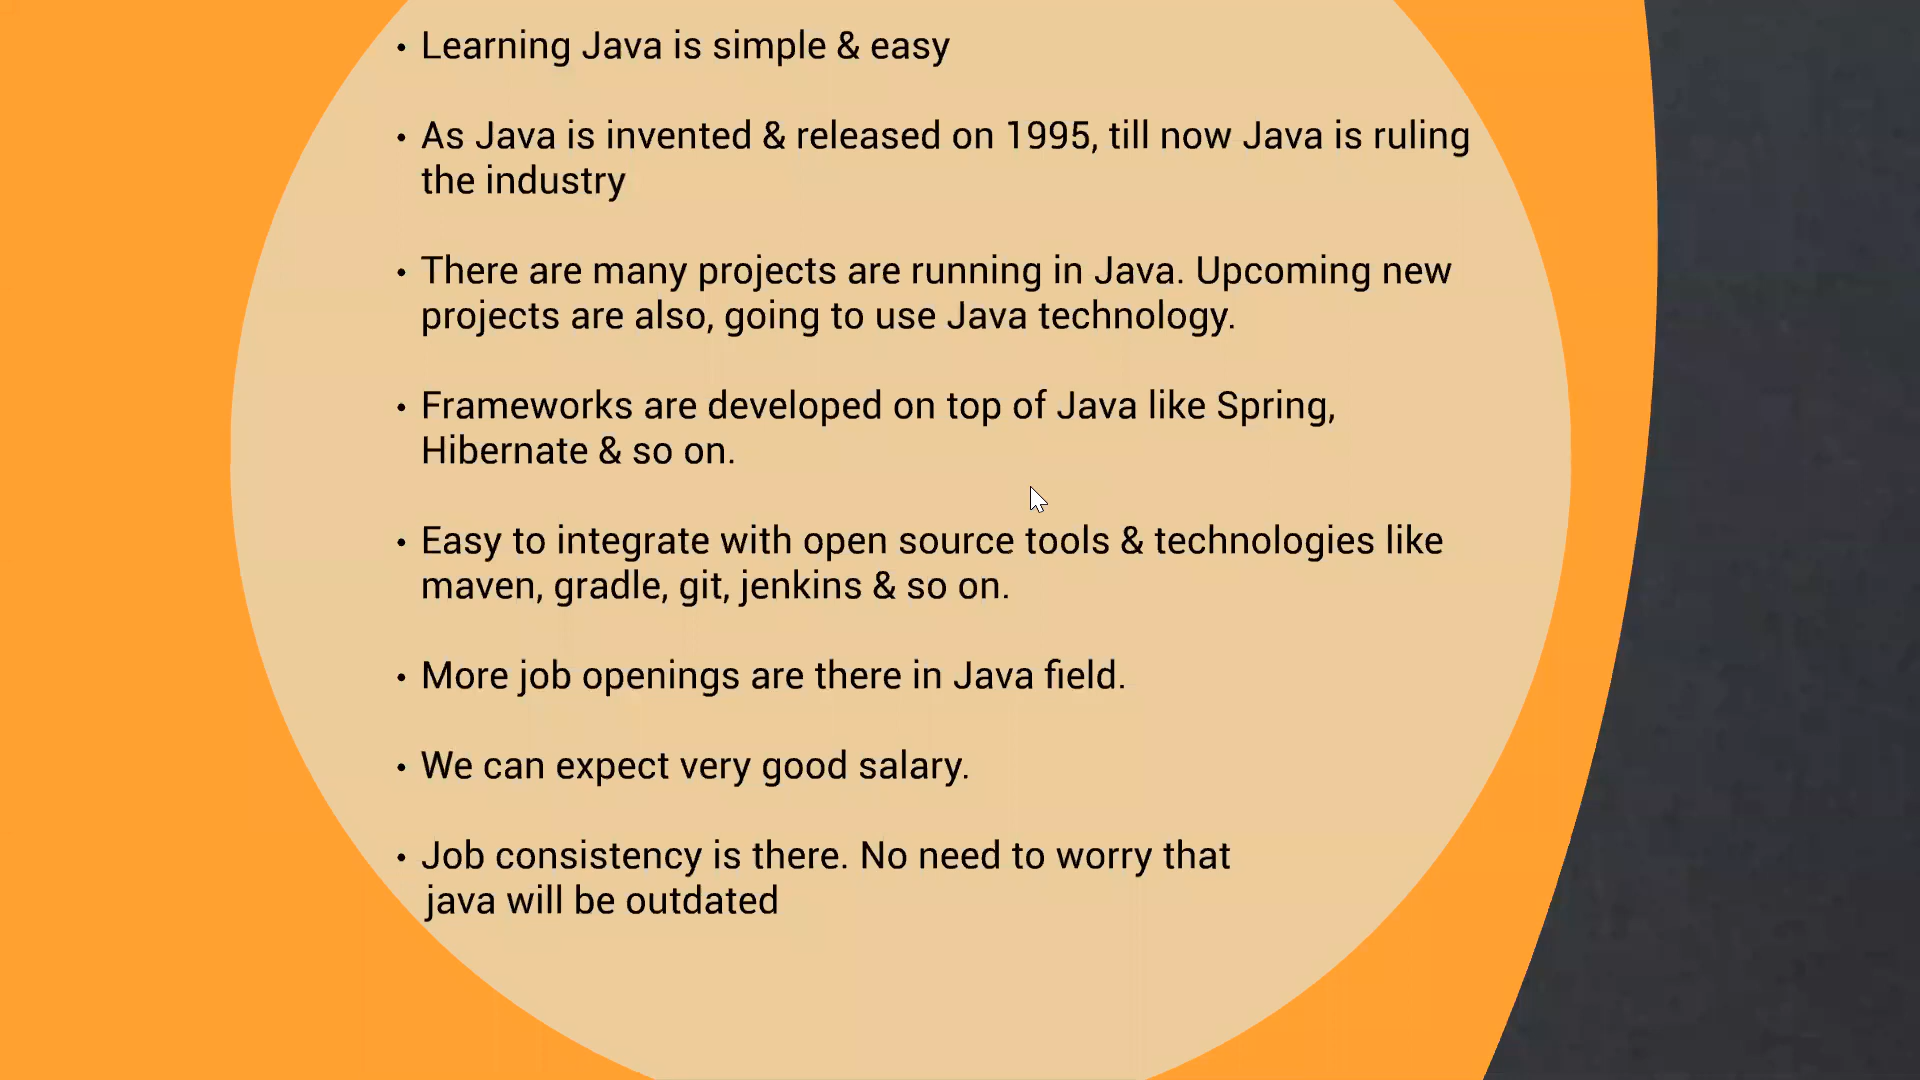 • Learning Java is simple & easy
• As Java is invented & released on 1995, till now Java is ruling
the industry
• There are many projects are running in Java. Upcoming new
projects are also, going to use Java technology.
• Frameworks are developed on top of Java like Spring,
Hibernate & so on.
• Easy to integrate with open source tools & technologies like
maven, gradle, git, jenkins & so on.
• More job openings are there in Java field.
• We can expect very good salary.
• Job consistency is there. No need to worry that
java will be outdated